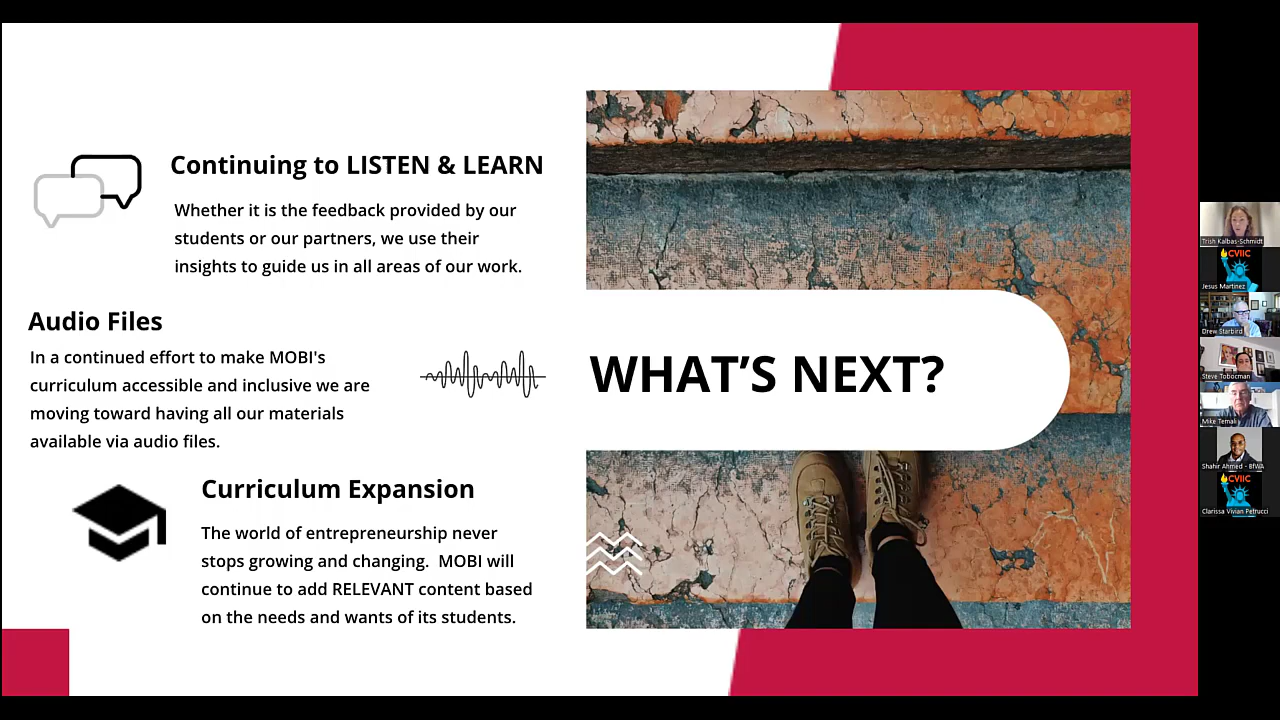 Continuing to LISTEN & LEARN
Whether it is the feedback provided by our
students or our partners, we use their
insights to guide us in all areas of our work.
Audio Files
In a continued effort to make MOBI's
curriculum accessible and inclusive we are
moving toward having all our materials
available via audio files.
Curriculum Expansion
The world of entrepreneurship never
stops growing and changing.  MOBI will
continue to add RELEVANT content based
on the needs and wants of its students.
WHAT’S NEXT?
Trish Kalbas-Schmidt
CVIIC
Jesus Martinez
Drew Starbird
Steve Tobocman
Mike Temali
Shahir Ahmed - BIWA
CVIIC
Clarissa Vivian Petrucci